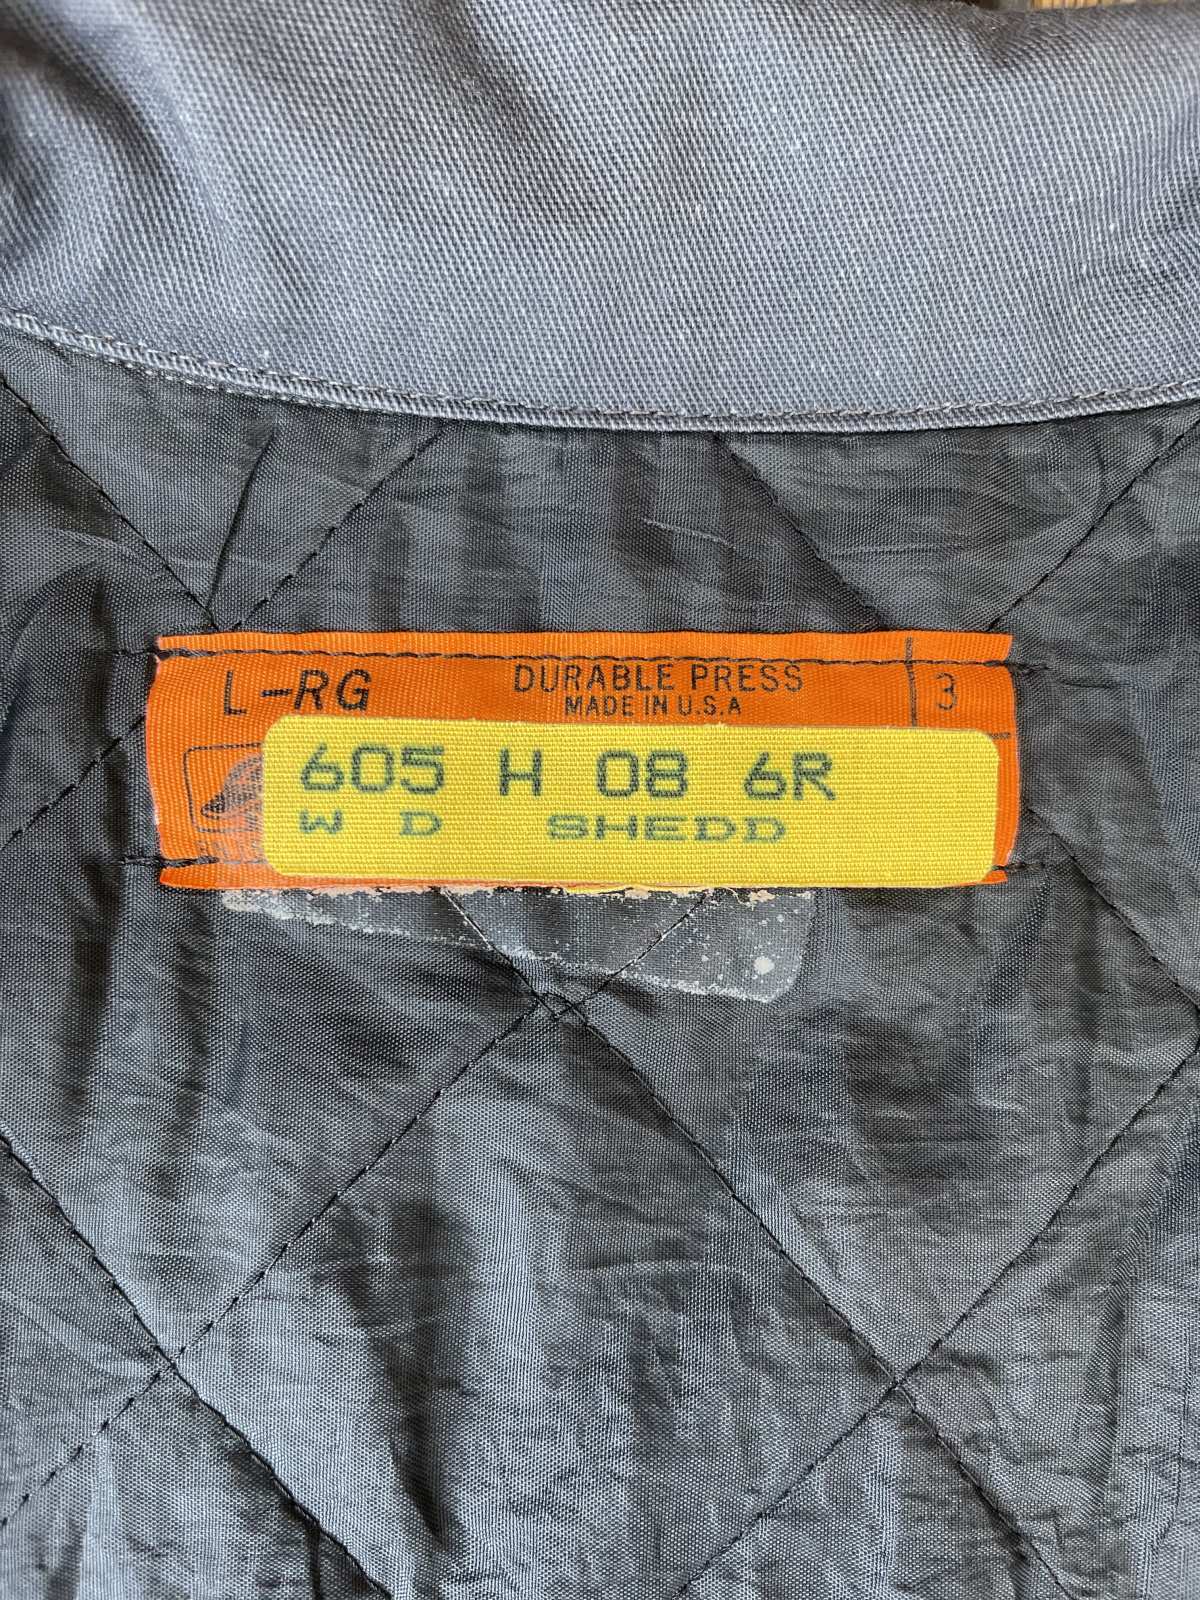 L-RG DURABLE PRESS 3
MADE IN U.S.A
605 H 08 6R
W D SHEDD